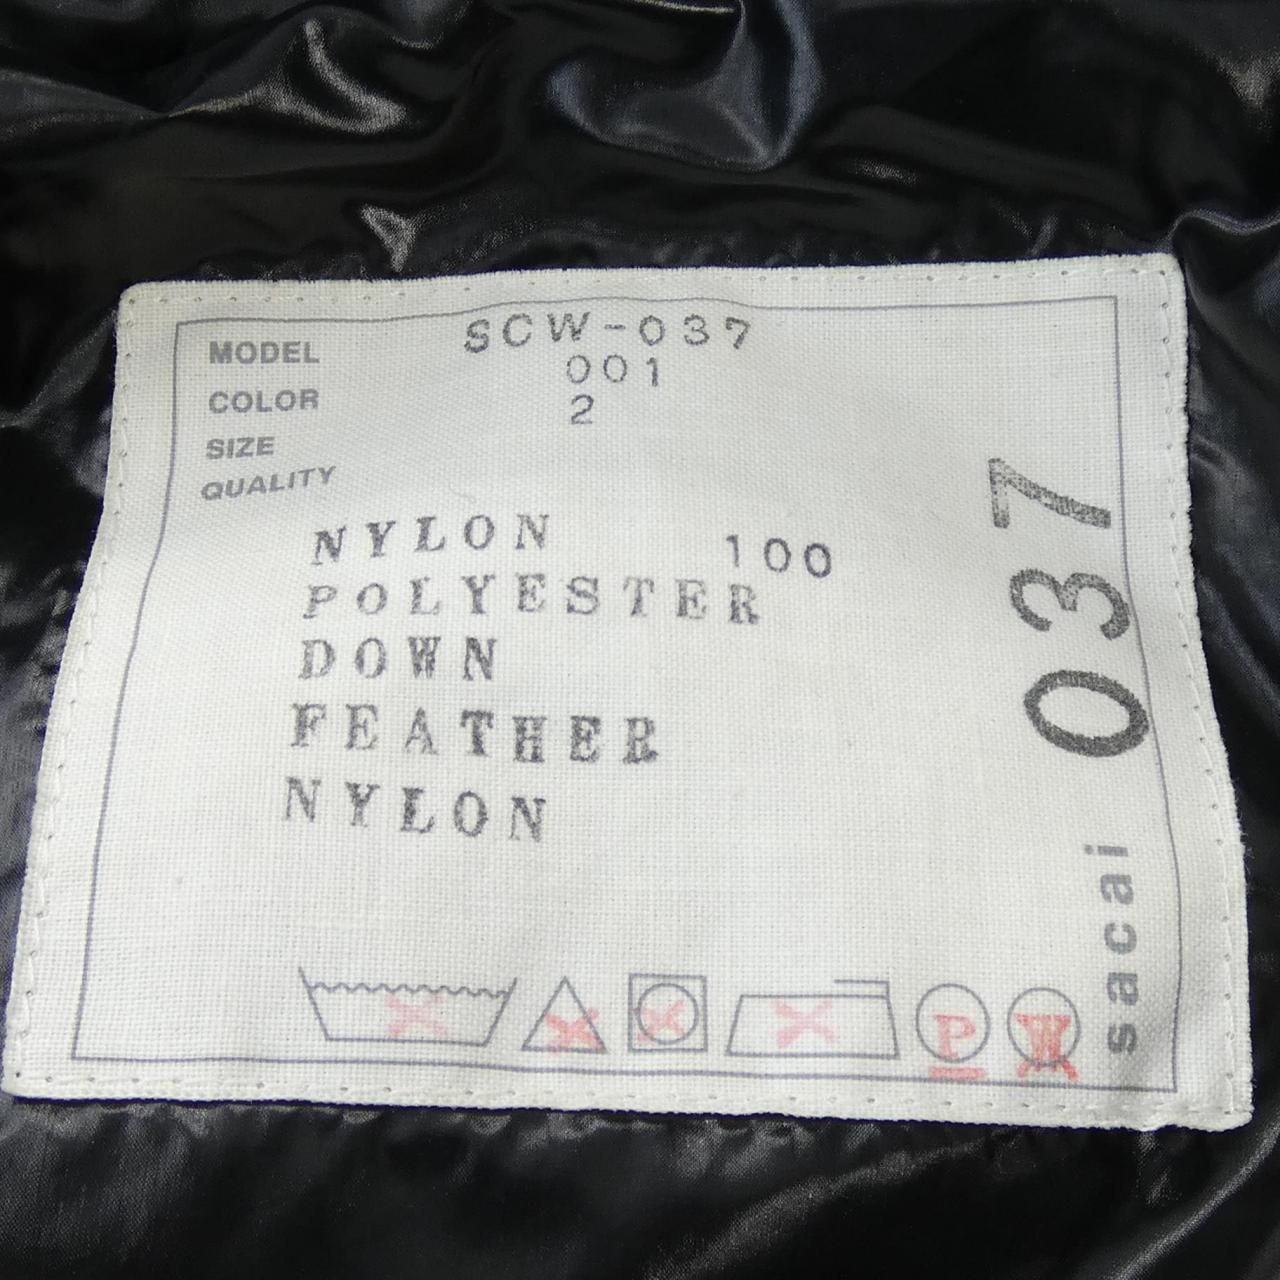 MODEL SCW-037
COLOR 001
SIZE 2
QUALITY
NYLON 100
POLYESTER
DOWN
FEATHER
NYLON
P
W
sacai 037